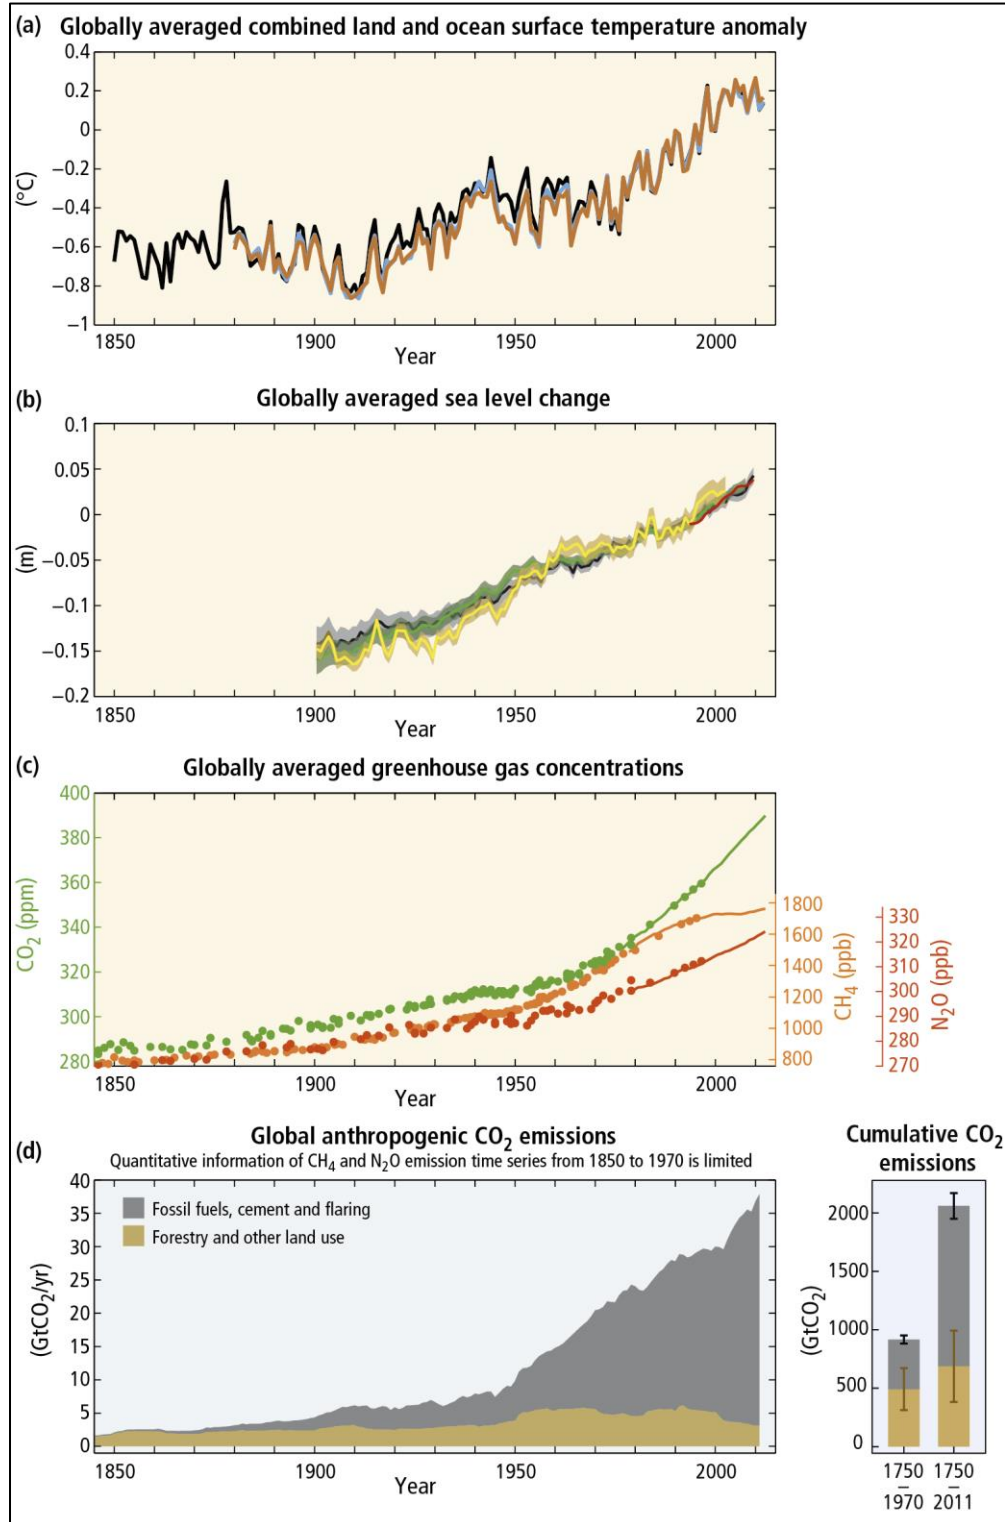 (a) Globally averaged combined land and ocean surface temperature anomaly
0.4
0.2
0
−0.2
−0.4
−0.6
−0.8
−1
(°C)
1850 1900 1950 2000
Year
(b) Globally averaged sea level change
0.1
0.05
0
−0.05
−0.1
−0.15
−0.2
(m)
1850 1900 1950 2000
Year
(c) Globally averaged greenhouse gas concentrations
400
380
360
340
320
300
280
CO2 (ppm)
1800
1600
1400
1200
1000
800
CH4 (ppb)
330
320
310
300
290
280
270
N2O (ppb)
1850 1900 1950 2000
Year
(d) Global anthropogenic CO2 emissions
Quantitative information of CH4 and N2O emission time series from 1850 to 1970 is limited
40
35
30
25
20
15
10
5
0
(GtCO2/yr)
Fossil fuels, cement and flaring
Forestry and other land use
1850 1900 1950 2000
Year
Cumulative CO2
emissions
2000
1500
1000
500
0
(GtCO2)
1750 1750
– –
1970 2011